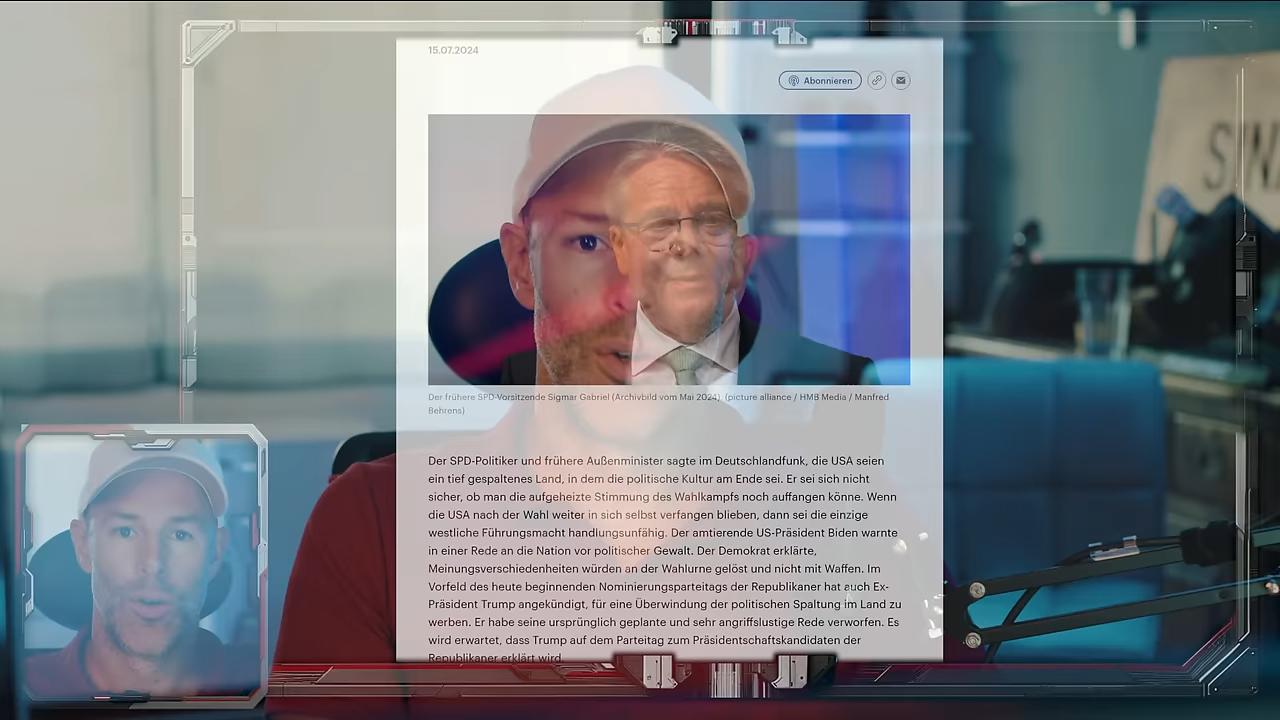 15.07.2024
Abonnieren
Der frühere SPD-Vorsitzende Sigmar Gabriel (Archivbild vom Mai 2024). (picture alliance / HMB Media / Manfred
Behrens)
Der SPD-Politiker und frühere Außenminister sagte im Deutschlandfunk, die USA seien
ein tief gespaltenes Land, in dem die politische Kultur am Ende sei. Er sei sich nicht
sicher, ob man die aufgeheizte Stimmung des Wahlkampfs noch auffangen könne. Wenn
die USA nach der Wahl weiter in sich selbst verfangen blieben, dann sei die einzige
westliche Führungsmacht handlungsunfähig. Der amtierende US-Präsident Biden warnte
in einer Rede an die Nation vor politischer Gewalt. Der Demokrat erklärte,
Meinungsverschiedenheiten würden an der Wahlurne gelöst und nicht mit Waffen. Im
Vorfeld des heute beginnenden Nominierungsparteitags der Republikaner hat auch Ex-
Präsident Trump angekündigt, für eine Überwindung der politischen Spaltung im Land zu
werben. Er habe seine ursprünglich geplante und sehr angriffslustige Rede verworfen. Es
wird erwartet, dass Trump auf dem Parteitag zum Präsidentschaftskandidaten der
Republikaner erklärt wird